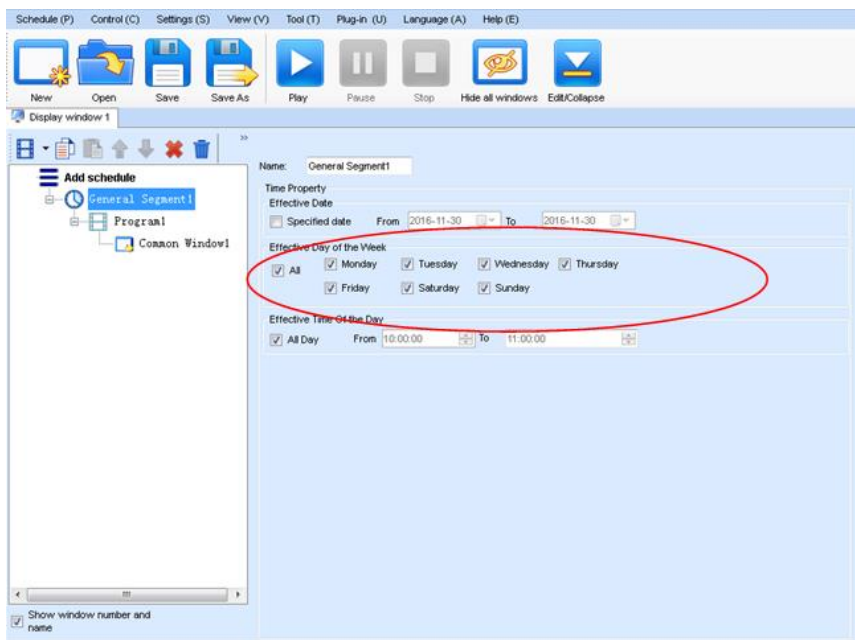 Schedule (P) Control (C) Settings (S) View (V) Tool (T) Plug-in (U) Language (A) Help (E)
New Open Save Save As Play Pause Stop Hide all windows Edit/Collapse
Display window 1
»
Name: General Segment1
Add schedule
General Segment1
Program1
Common Window1
Time Property
Effective Date
Specified date From 2016-11-30 To 2016-11-30
Effective Day of the Week
All Monday Tuesday Wednesday Thursday
Friday Saturday Sunday
Effective Time Of the Day
All Day From 10:00:00 To 11:00:00
Show window number and
name